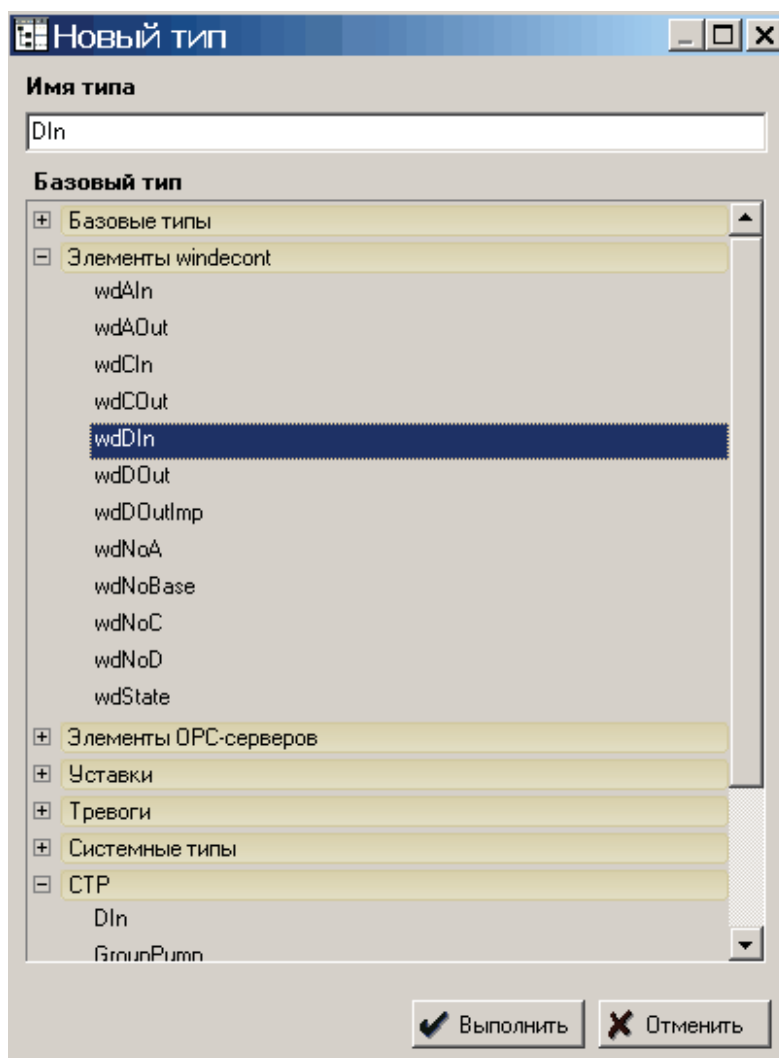 Новый тип
Имя типа
DIn
Базовый тип
Базовые типы
Элементы windecont
wdAIn
wdAOut
wdCIn
wdCOut
wdDIn
wdDOut
wdDOutImp
wdNoA
wdNoBase
wdNoC
wdNoD
wdState
Элементы OPC-серверов
Уставки
Тревоги
Системные типы
СТР
DIn
GroupPump
Выполнить Отменить